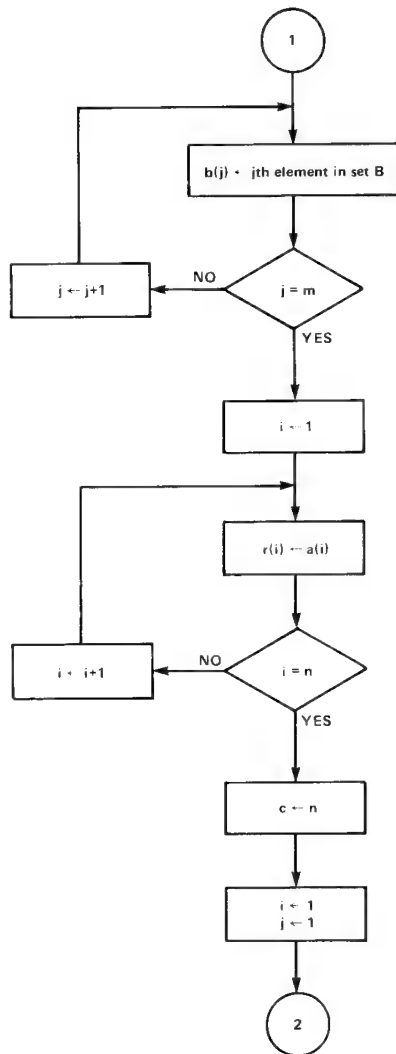 1
b(j) ← jth element in set B
NO
j ← j+1
j = m
YES
i ← 1
r(i) ← a(i)
NO
i ← i+1
i = n
YES
c ← n
i ← 1
j ← 1
2